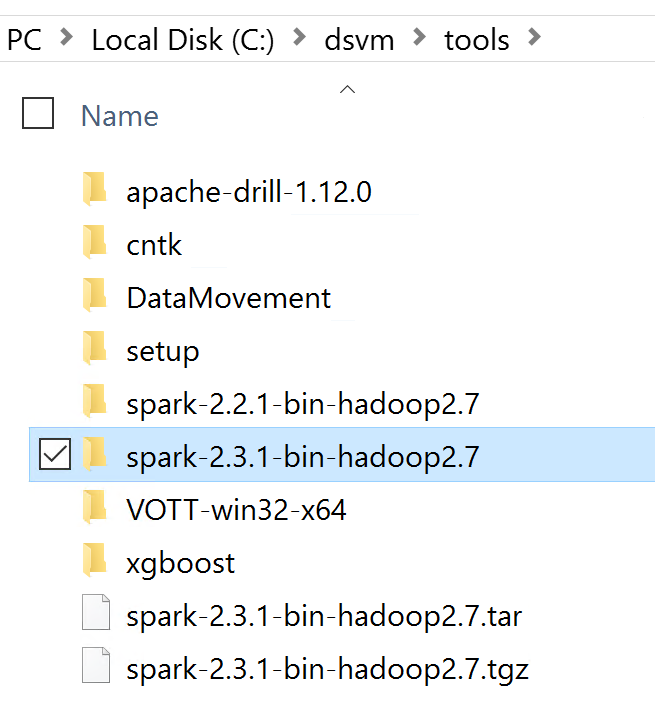 PC > Local Disk (C:) > dsvm > tools >
Name
apache-drill-1.12.0
cntk
DataMovement
setup
spark-2.2.1-bin-hadoop2.7
spark-2.3.1-bin-hadoop2.7
VOTT-win32-x64
xgboost
spark-2.3.1-bin-hadoop2.7.tar
spark-2.3.1-bin-hadoop2.7.tgz